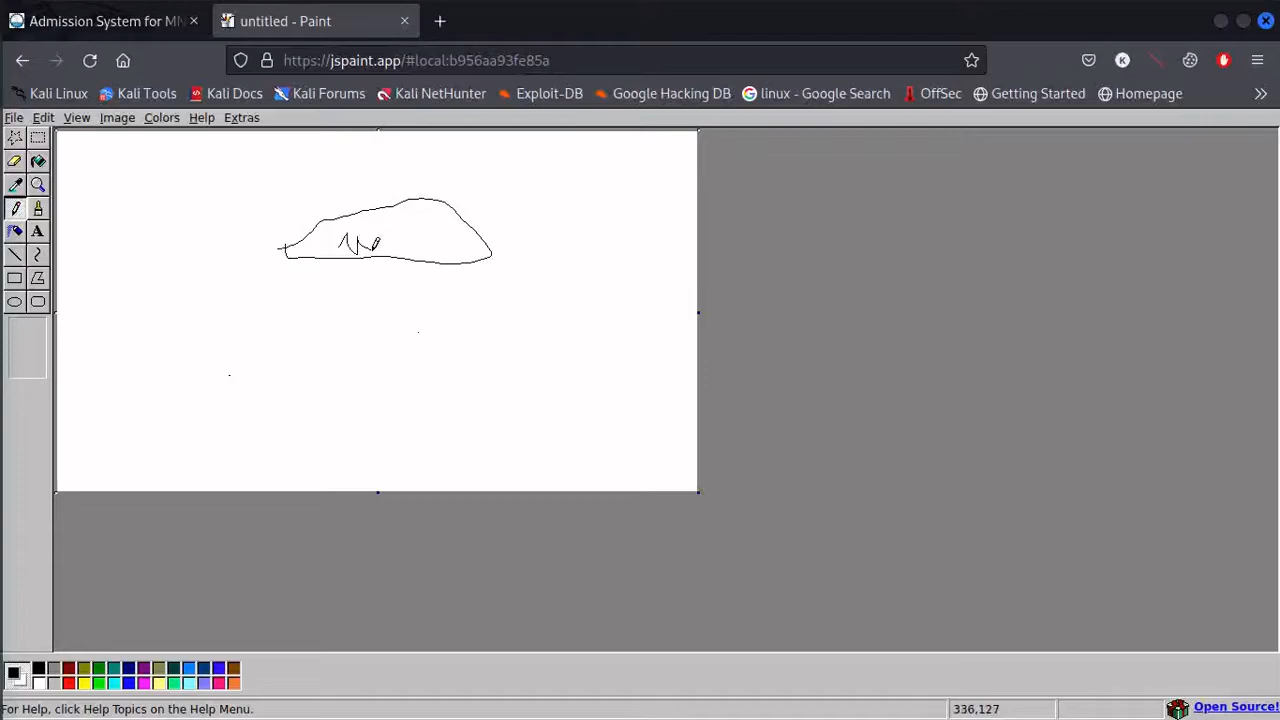 Admission System for MN
untitled - Paint
https://jspaint.app/#local:b956aa93fe85a
Kali Linux Kali Tools Kali Docs Kali Forums Kali NetHunter Exploit-DB Google Hacking DB linux - Google Search OffSec Getting Started Homepage
File Edit View Image Colors Help Extras
Ne
For Help, click Help Topics on the Help Menu. 336,127 Open Source!